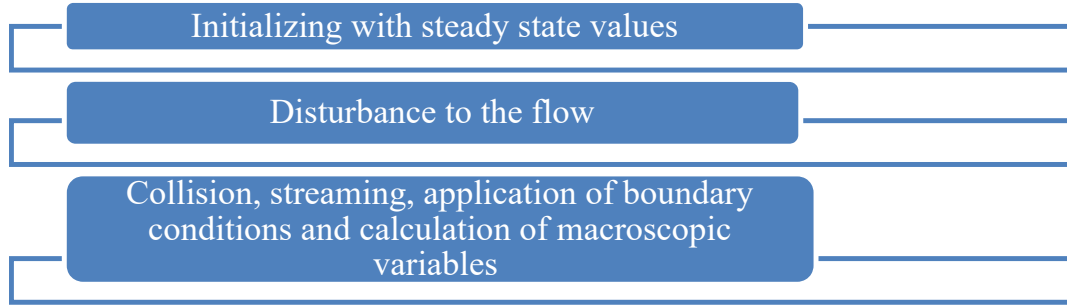 Initializing with steady state values
Disturbance to the flow
Collision, streaming, application of boundary
conditions and calculation of macroscopic
variables